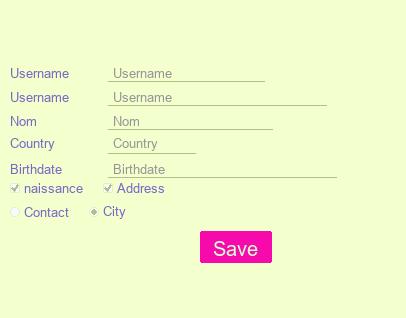 Username Username
Username Username
Nom Nom
Country Country
Birthdate Birthdate
naissance Address
Contact City
Save